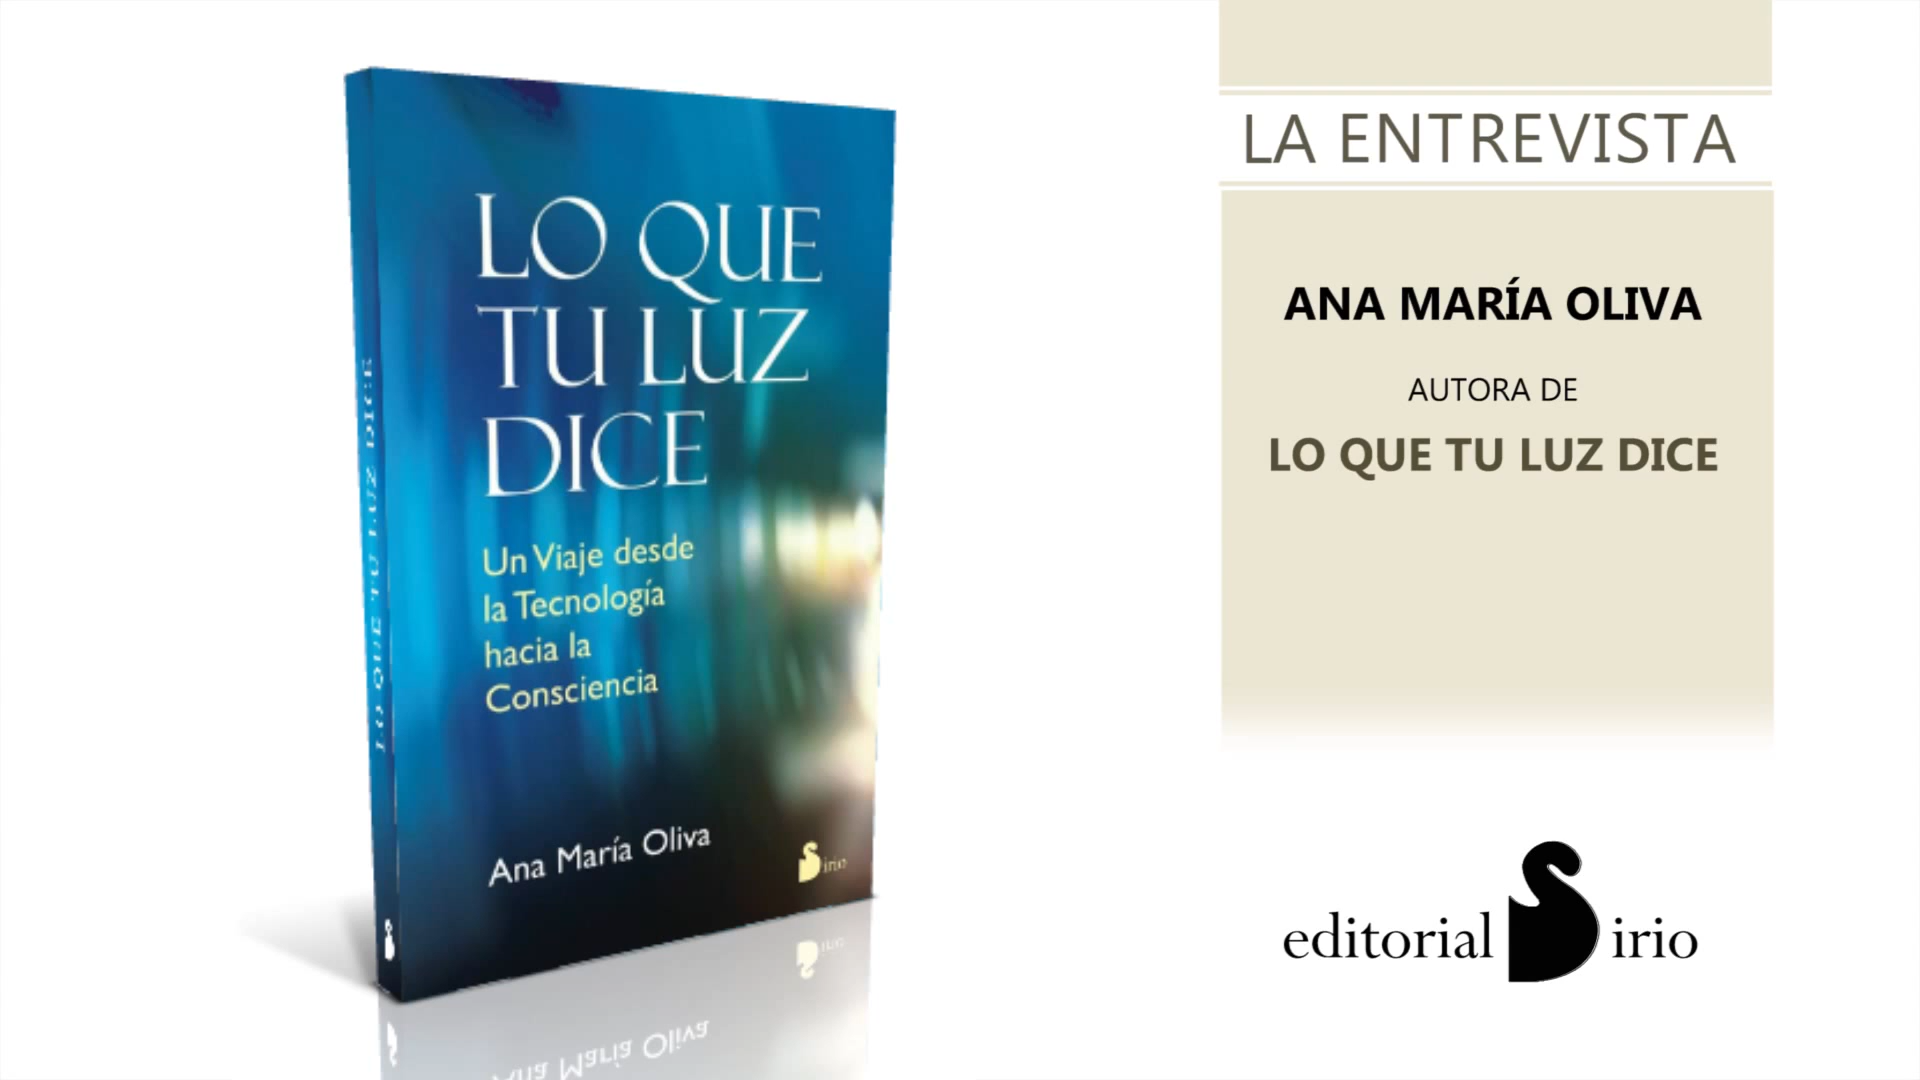 LO QUE
TU LUZ
DICE
Un Viaje desde
la Tecnología
hacia la
Consciencia
Ana María Oliva
Sirio
LO QUE TU LUZ DICE
LA ENTREVISTA
ANA MARÍA OLIVA
AUTORA DE
LO QUE TU LUZ DICE
editorial Sirio